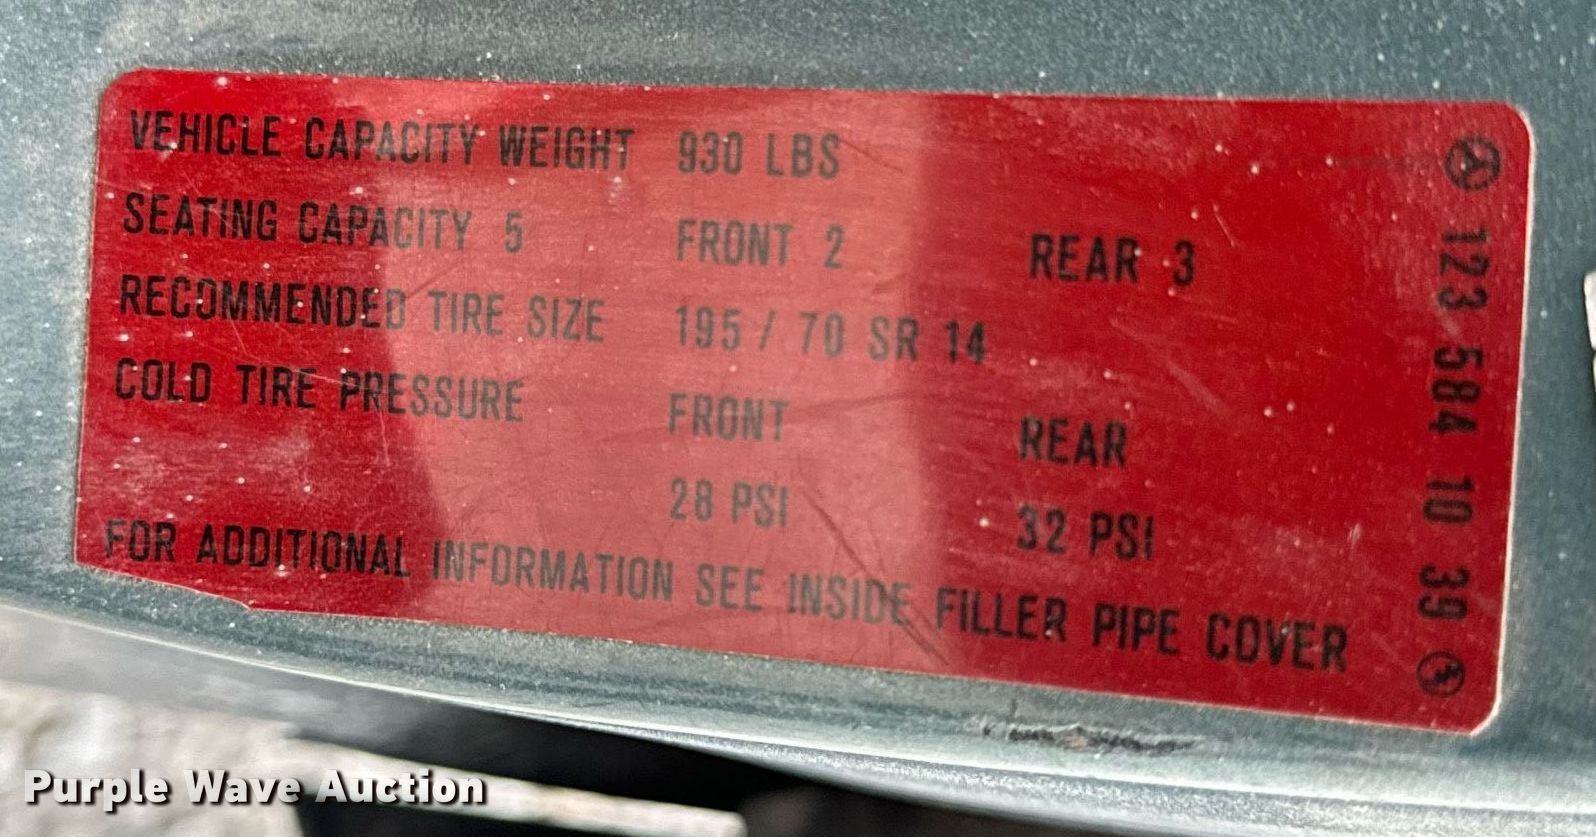 VEHICLE CAPACITY WEIGHT 930 LBS
SEATING CAPACITY 5 FRONT 2 REAR 3
RECOMMENDED TIRE SIZE 195 / 70 SR 14
COLD TIRE PRESSURE FRONT REAR
28 PSI 32 PSI
FOR ADDITIONAL INFORMATION SEE INSIDE FILLER PIPE COVER
123 584 10 39
Purple Wave Auction